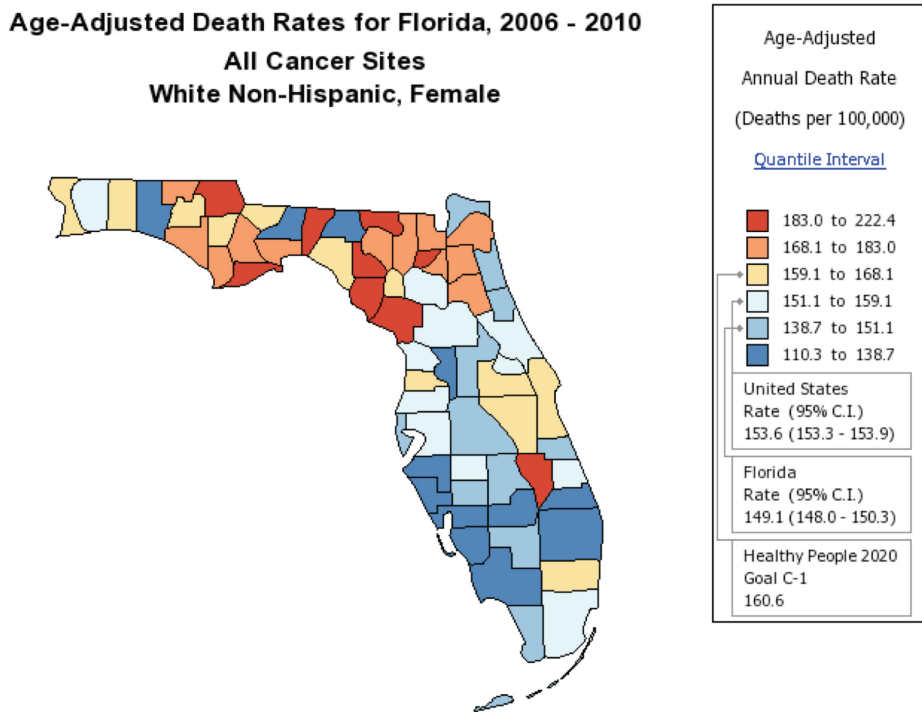 Age-Adjusted Death Rates for Florida, 2006 - 2010
All Cancer Sites
White Non-Hispanic, Female
Age-Adjusted
Annual Death Rate
(Deaths per 100,000)
Quantile Interval
183.0 to 222.4
168.1 to 183.0
159.1 to 168.1
151.1 to 159.1
138.7 to 151.1
110.3 to 138.7
United States
Rate (95% C.I.)
153.6 (153.3 - 153.9)
Florida
Rate (95% C.I.)
149.1 (148.0 - 150.3)
Healthy People 2020
Goal C-1
160.6